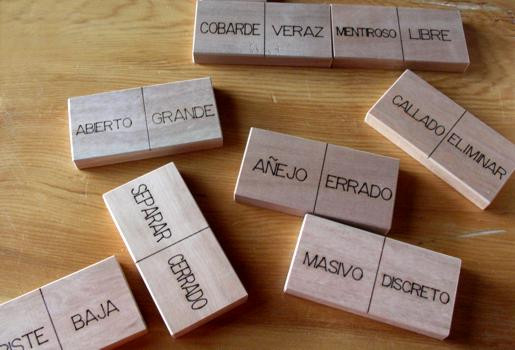 COBARDE VERAZ MENTIROSO LIBRE
ABIERTO GRANDE
CALLADO ELIMINAR
AÑEJO ERRADO
SEPARAR CERRADO
MASIVO DISCRETO
BAJA